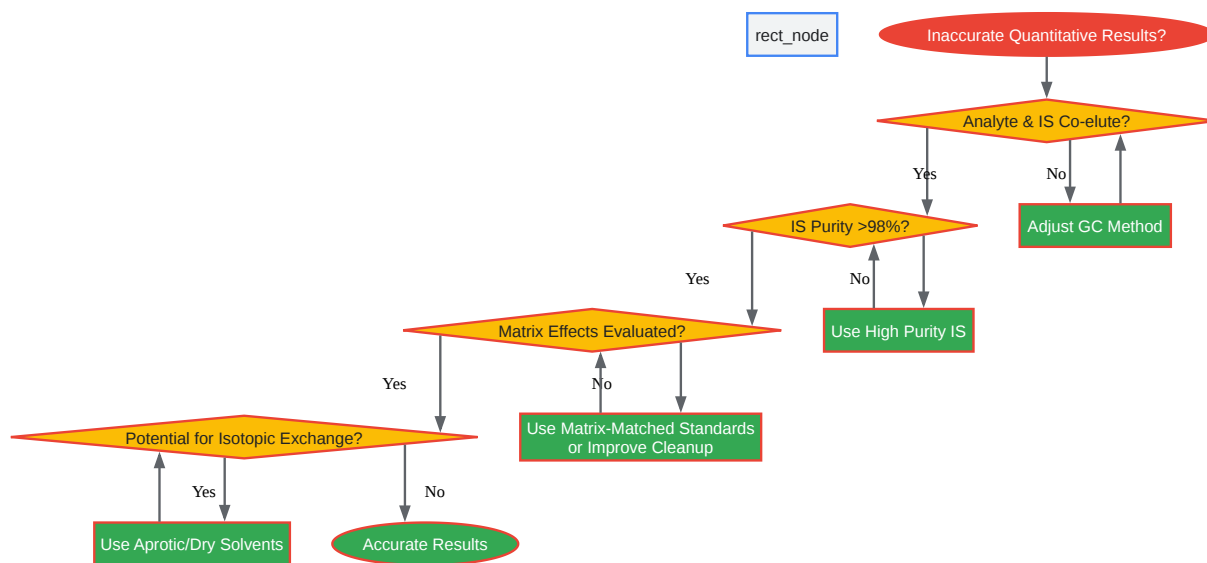 rect_node
Inaccurate Quantitative Results?
Analyte & IS Co-elute?
Yes
No
IS Purity >98%?
Adjust GC Method
Yes
No
Matrix Effects Evaluated?
Use High Purity IS
Yes
No
Use Matrix-Matched Standards
or Improve Cleanup
Potential for Isotopic Exchange?
Yes
No
Use Aprotic/Dry Solvents
Accurate Results